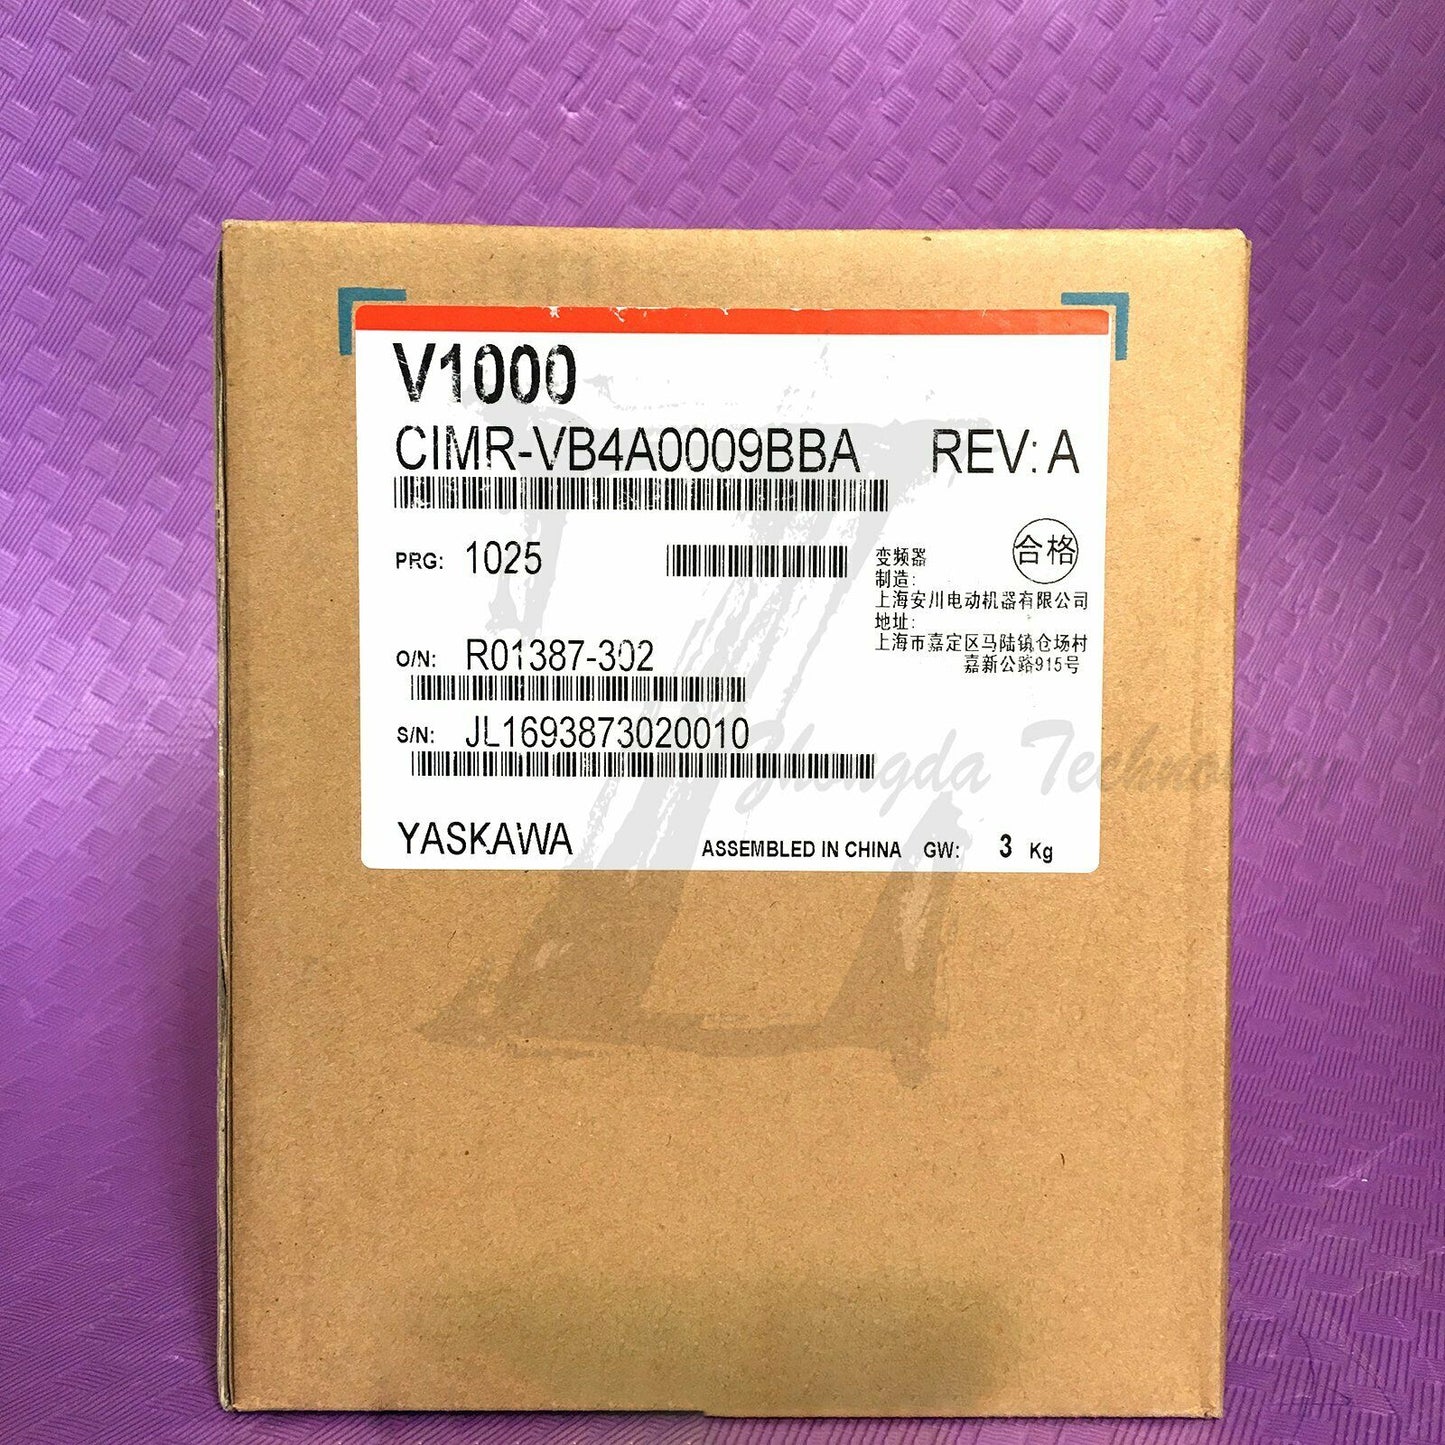 V1000
CIMR-VB4A0009BBA REV: A
PRG: 1025
合格
变频器
制造:
上海安川电动机器有限公司
地址:
上海市嘉定区马陆镇仓场村
嘉新公路915号
O/N: R01387-302
S/N: JL1693873020010
Zhengda Technology
YASKAWA ASSEMBLED IN CHINA GW: 3 Kg